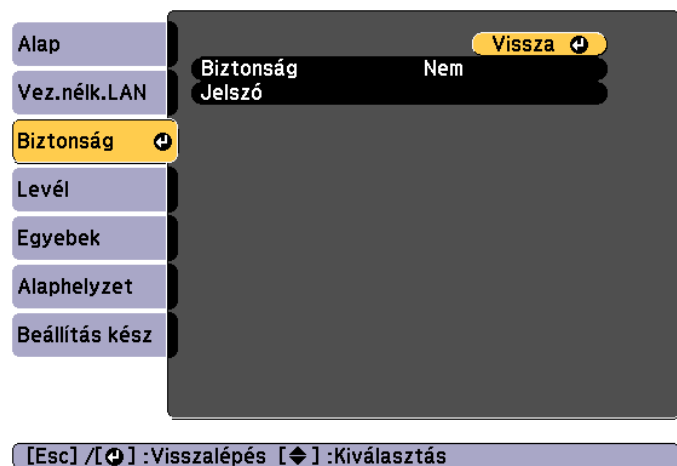 Alap
Vez.nélk.LAN
Biztonság
Levél
Egyebek
Alaphelyzet
Beállítás kész
Vissza
Biztonság Nem
Jelszó
[Esc] /[ ] :Visszalépés [ ] :Kiválasztás